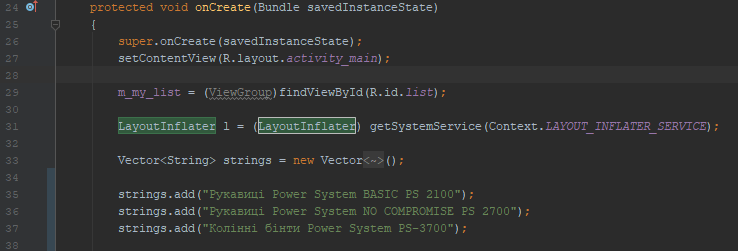 24 protected void onCreate(Bundle savedInstanceState)
25 {
26 super.onCreate(savedInstanceState);
27 setContentView(R.layout.activity_main);
28
29 m_my_list = (ViewGroup)findViewById(R.id.list);
30
31 LayoutInflater l = (LayoutInflater) getSystemService(Context.LAYOUT_INFLATER_SERVICE);
32
33 Vector<String> strings = new Vector<~>();
34
35 strings.add("Рукавиці Power System BASIC PS 2100");
36 strings.add("Рукавиці Power System NO COMPROMISE PS 2700");
37 strings.add("Колінні бінти Power System PS-3700");
38